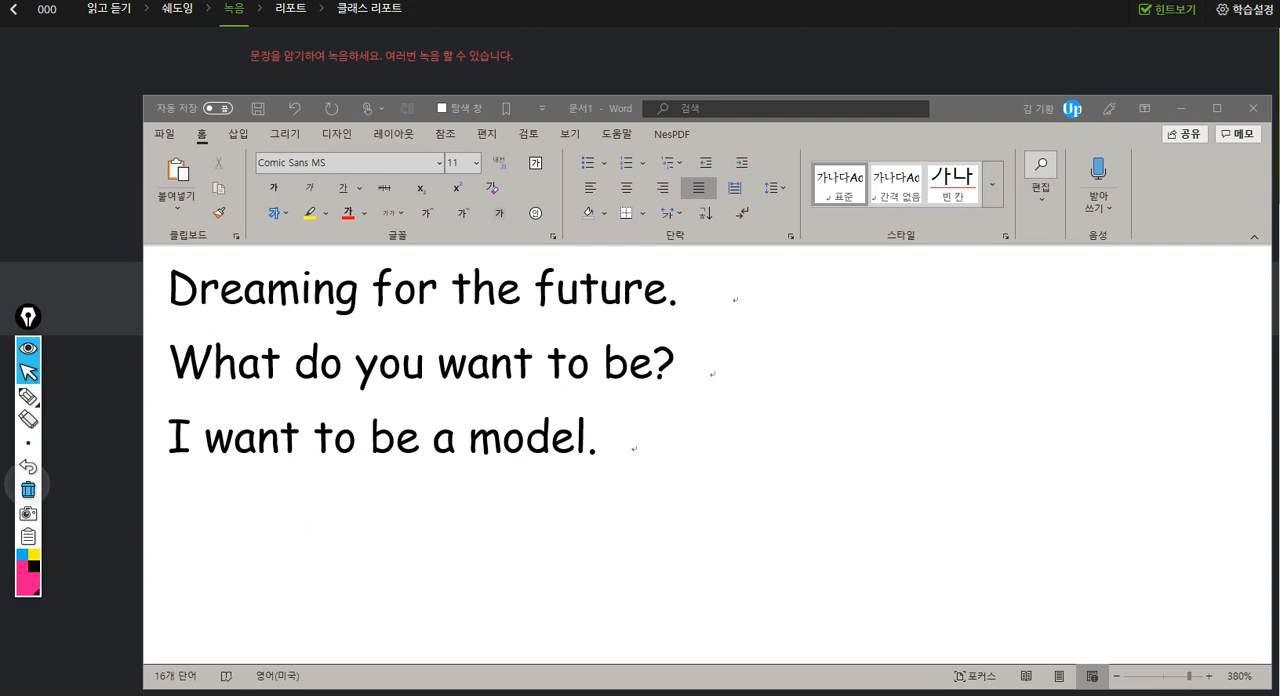 000 읽고 듣기 쉐도잉 녹음 리포트 클래스 리포트 힌트보기 학습설정
문장을 암기하여 녹음하세요. 여러번 녹음 할 수 있습니다.
자동 저장 끔 탐색 창 문서1 - Word 검색 김 기환 Up
파일 홈 삽입 그리기 디자인 레이아웃 참조 편지 검토 보기 도움말 NesPDF 공유 메모
Comic Sans MS 11
붙여넣기 가나다Ac 가나다Ac 가나 편집 받아쓰기
표준 간격 없음 빈 칸
클립보드 글꼴 단락 스타일 음성
Dreaming for the future.
What do you want to be?
I want to be a model.
16개 단어 영어(미국) 포커스 380%